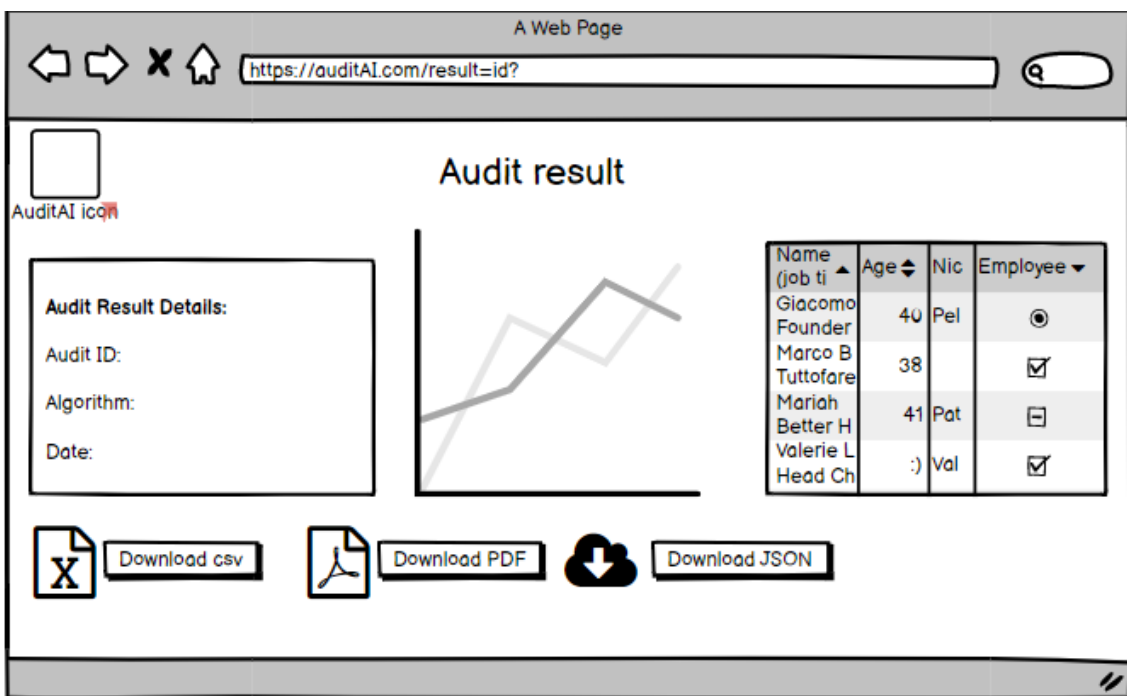 A Web Page
https://auditAI.com/result=id?
AuditAI icon
Audit result
Audit Result Details:
Audit ID:
Algorithm:
Date:
Name
(job ti
Age
Nic
Employee
Giacomo
Founder
40
Pel
Marco B
Tuttofare
38
Mariah
Better H
41
Pat
Valerie L
Head Ch
:)
Val
X
Download csv
Download PDF
Download JSON